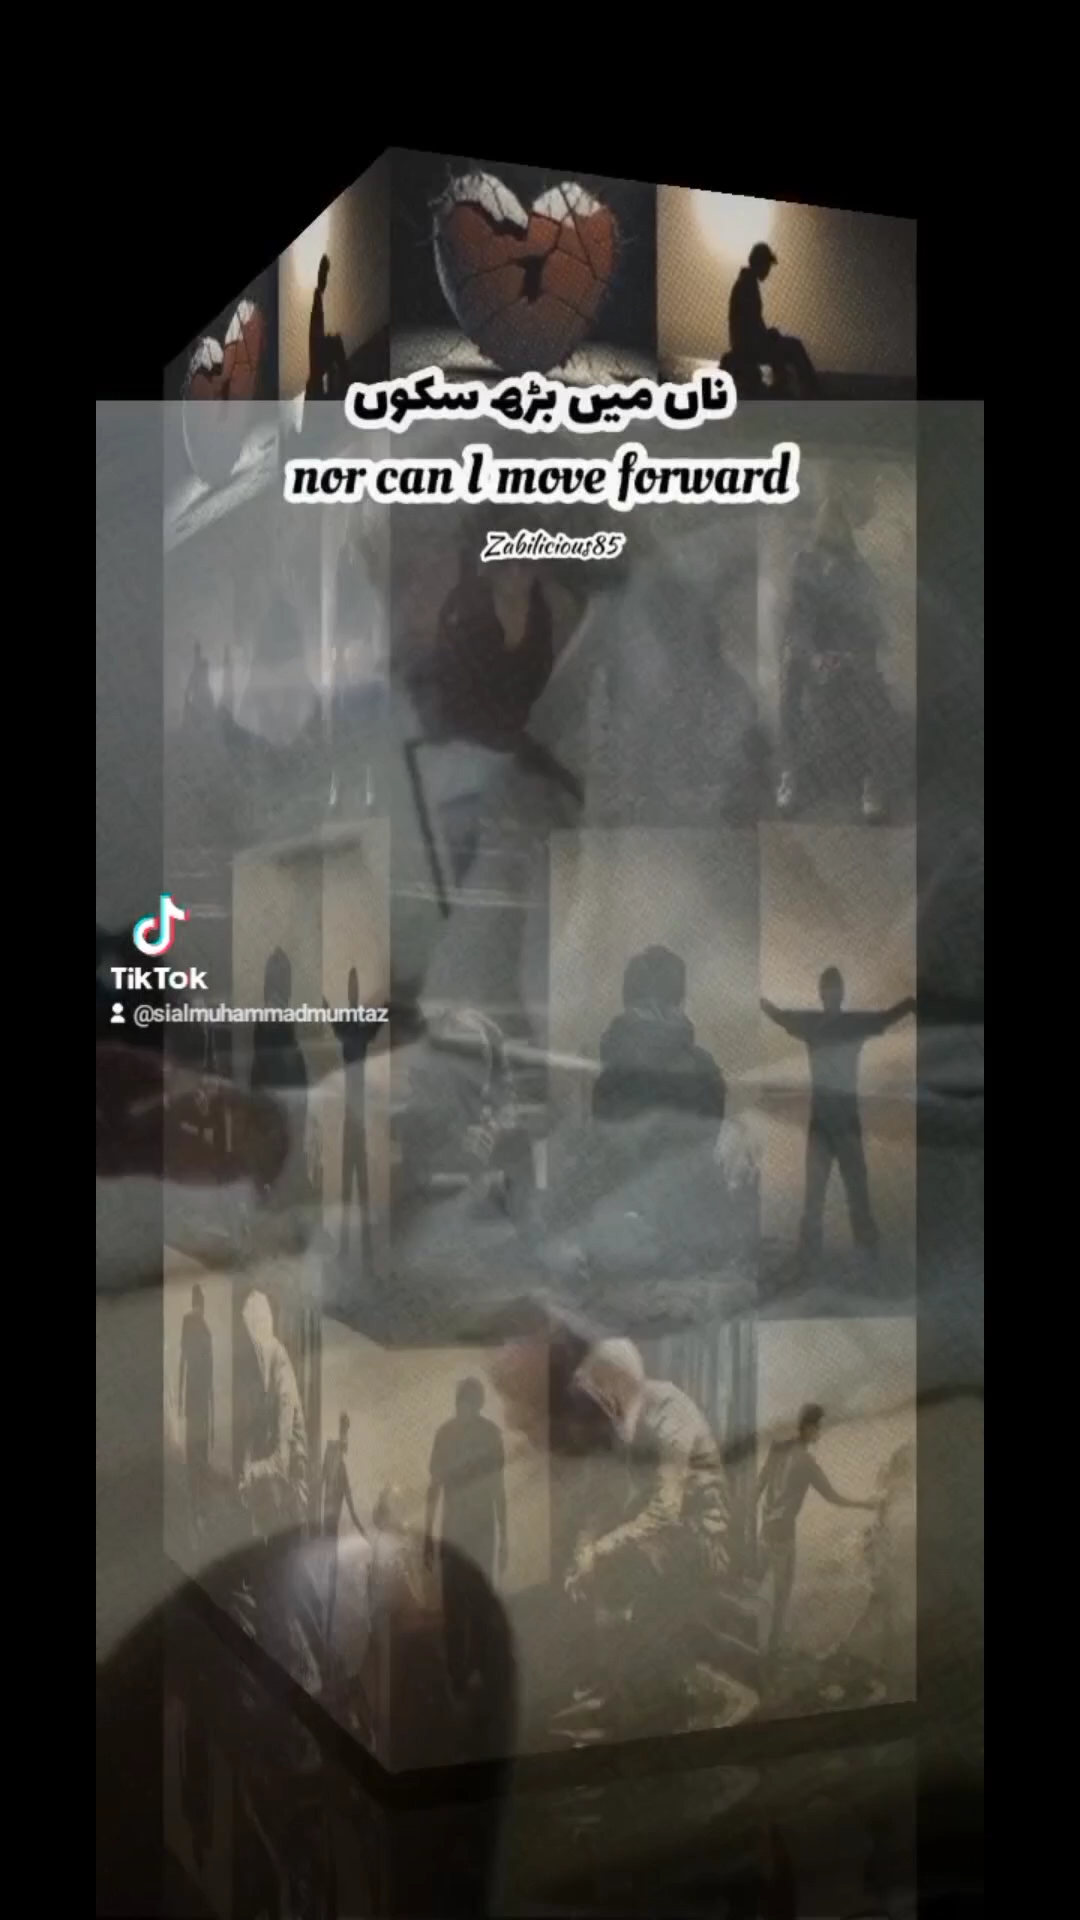 ناں میں بڑھ سکوں
nor can I move forward
Zabilicious85
TikTok
@sialmuhammadmumtaz